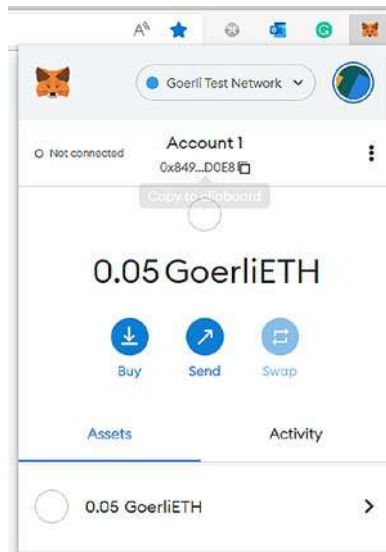 Goerli Test Network
Not connected
Account 1
0x849...D0E8
Copy to clipboard
0.05 GoerliETH
Buy
Send
Swap
Assets
Activity
0.05 GoerliETH